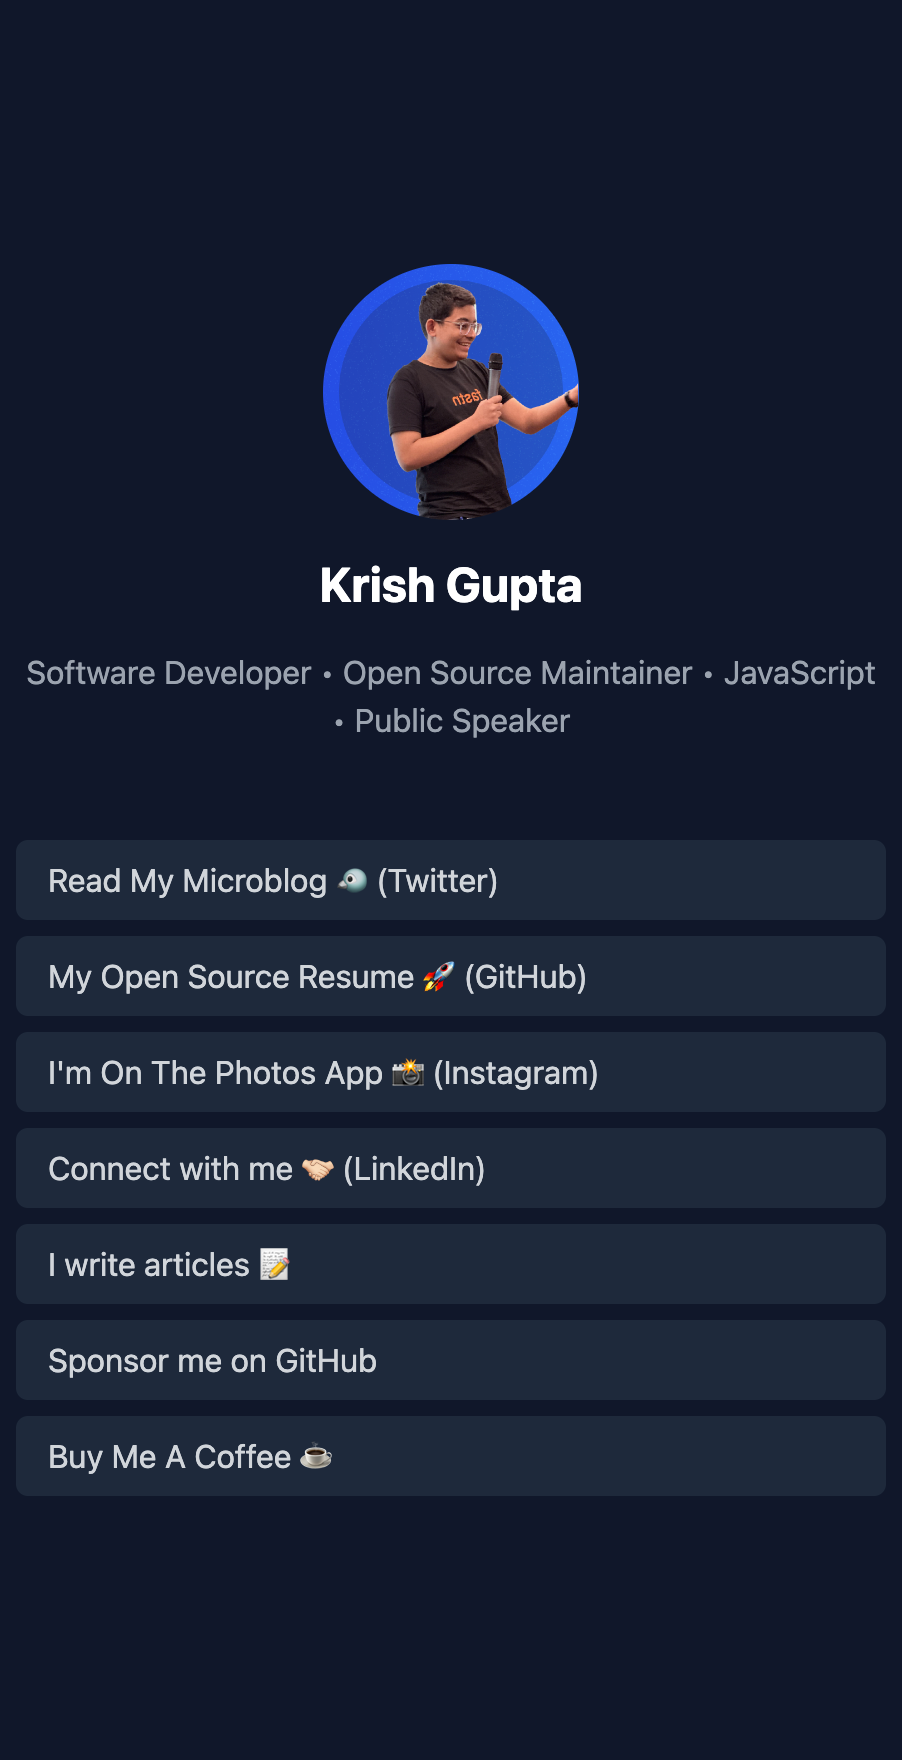 fastn
Krish Gupta
Software Developer • Open Source Maintainer • JavaScript
• Public Speaker
Read My Microblog 🐦 (Twitter)
My Open Source Resume 🚀 (GitHub)
I'm On The Photos App 📸 (Instagram)
Connect with me 🤝🏻 (LinkedIn)
I write articles 📝
Sponsor me on GitHub
Buy Me A Coffee ☕